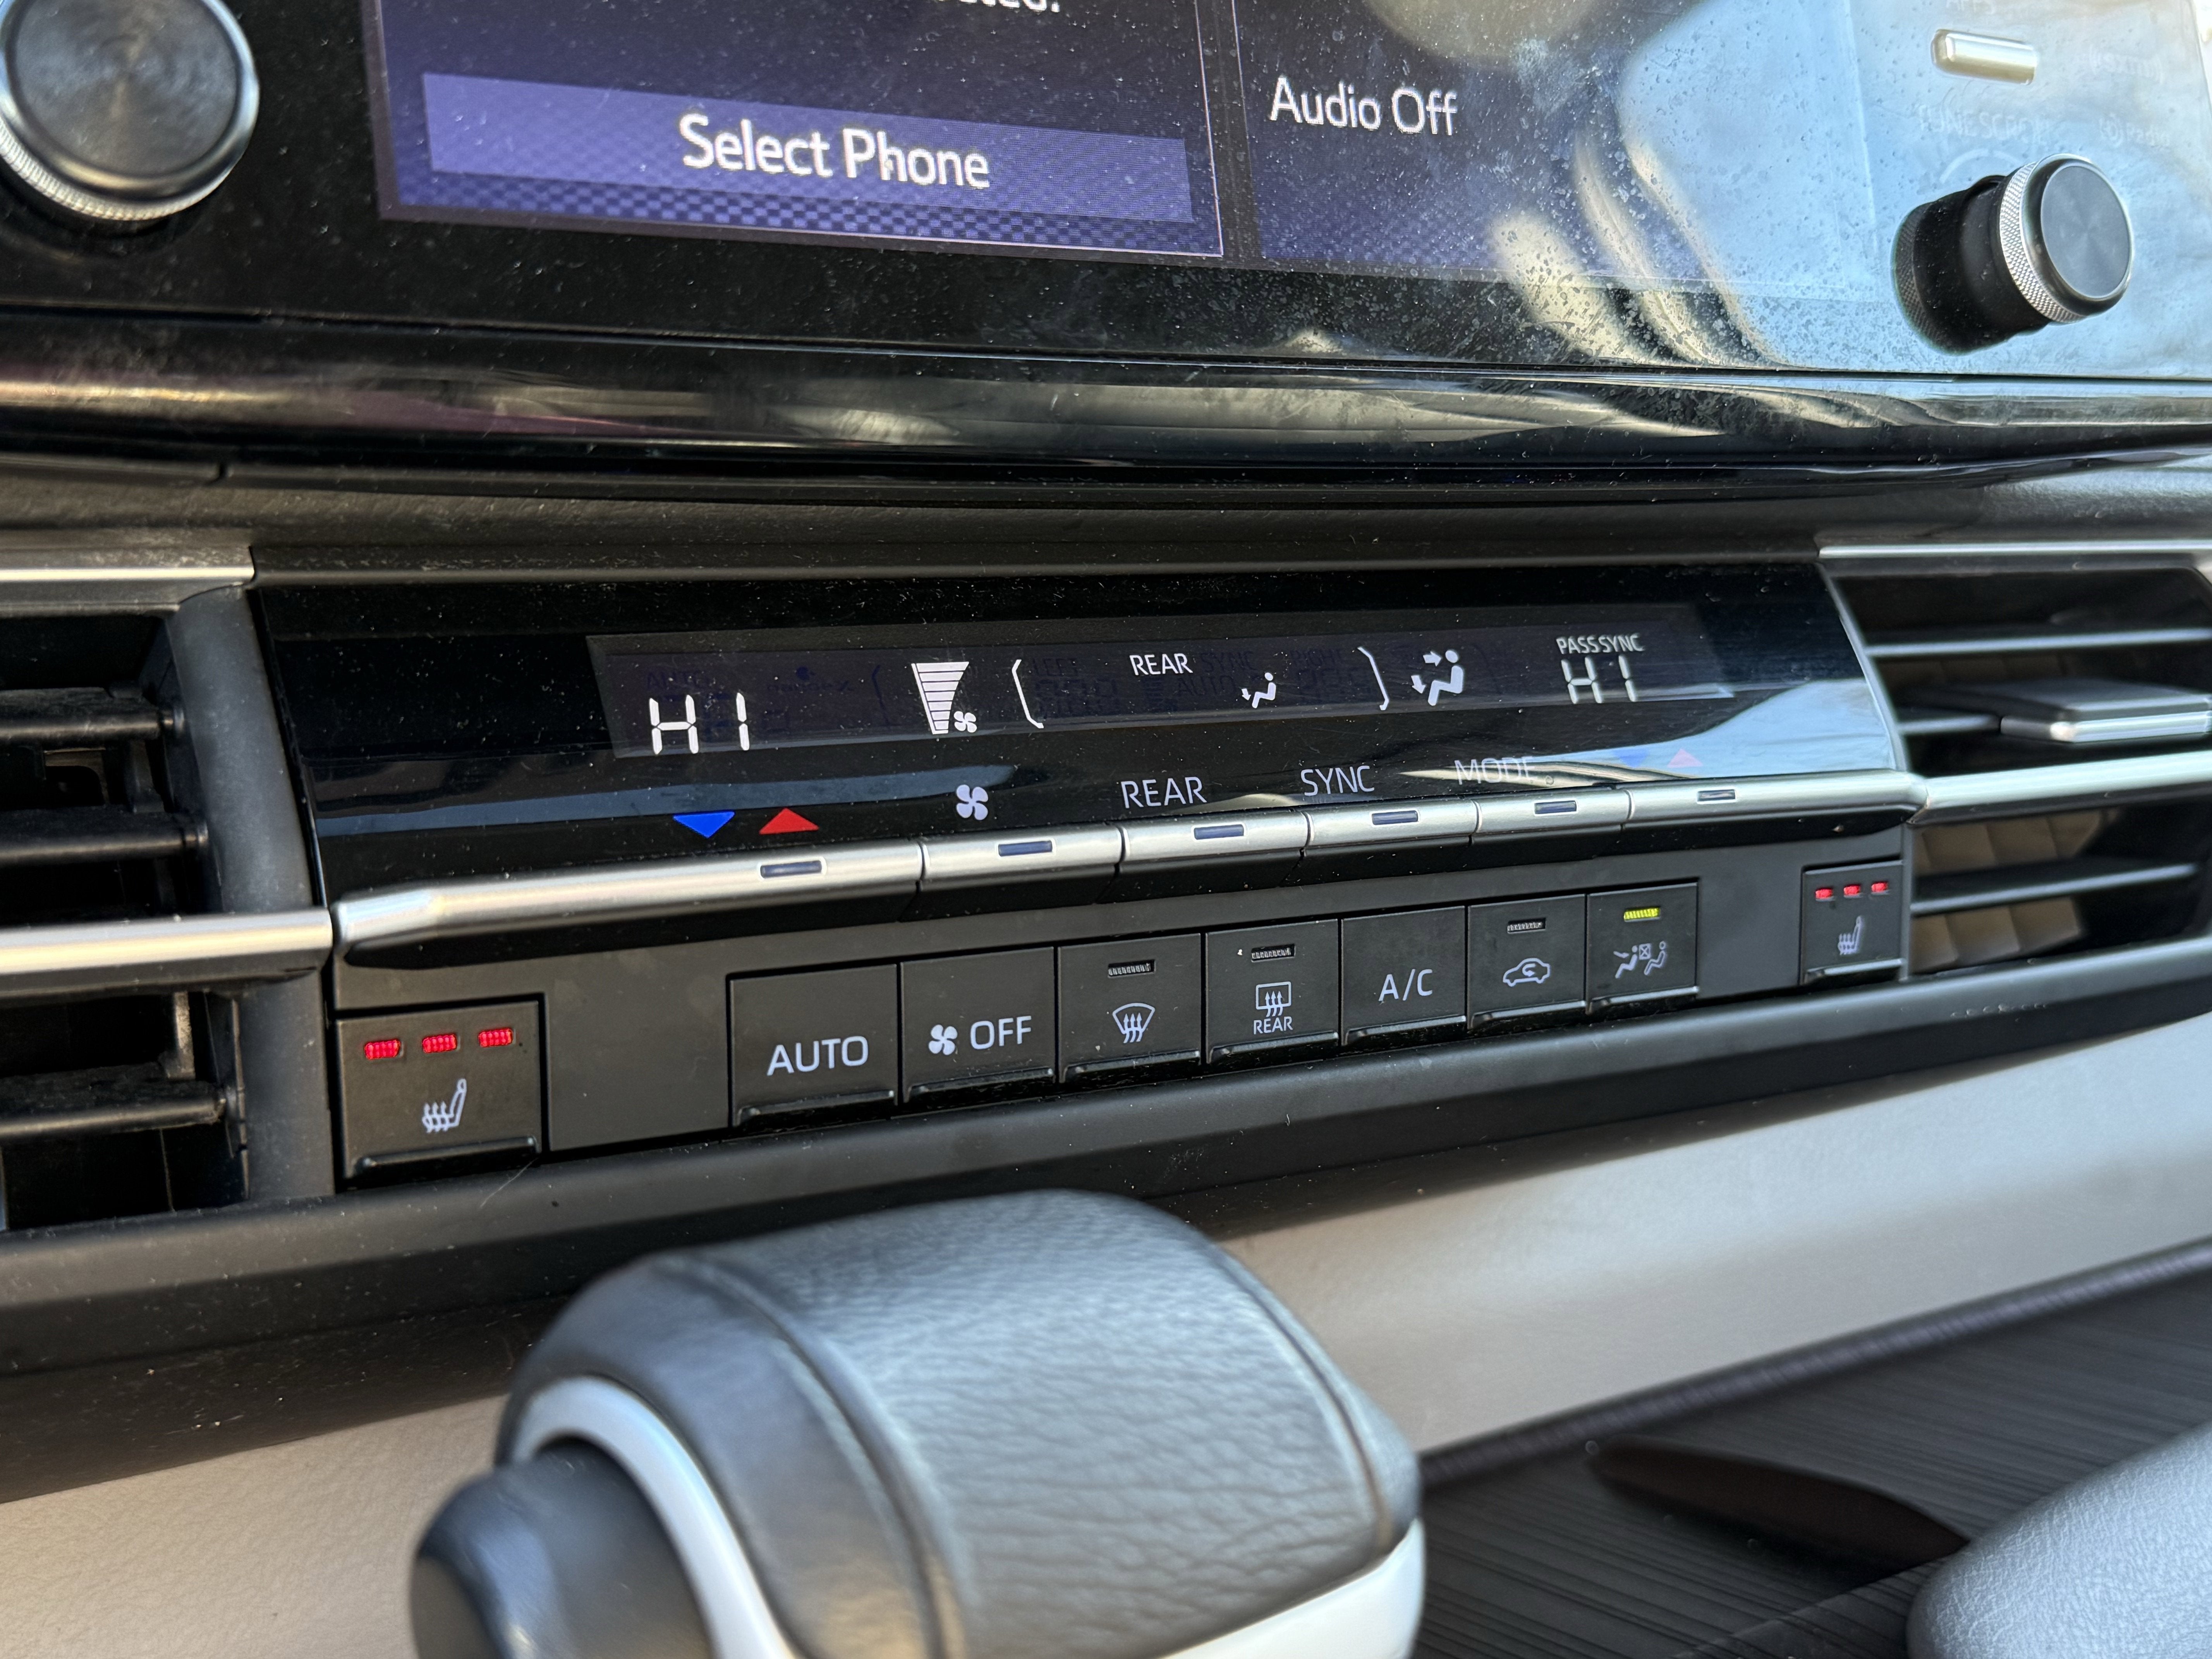 Select Phone
Audio Off
HI
REAR
PASS SYNC
HI
REAR
SYNC
MODE
AUTO
OFF
REAR
A/C